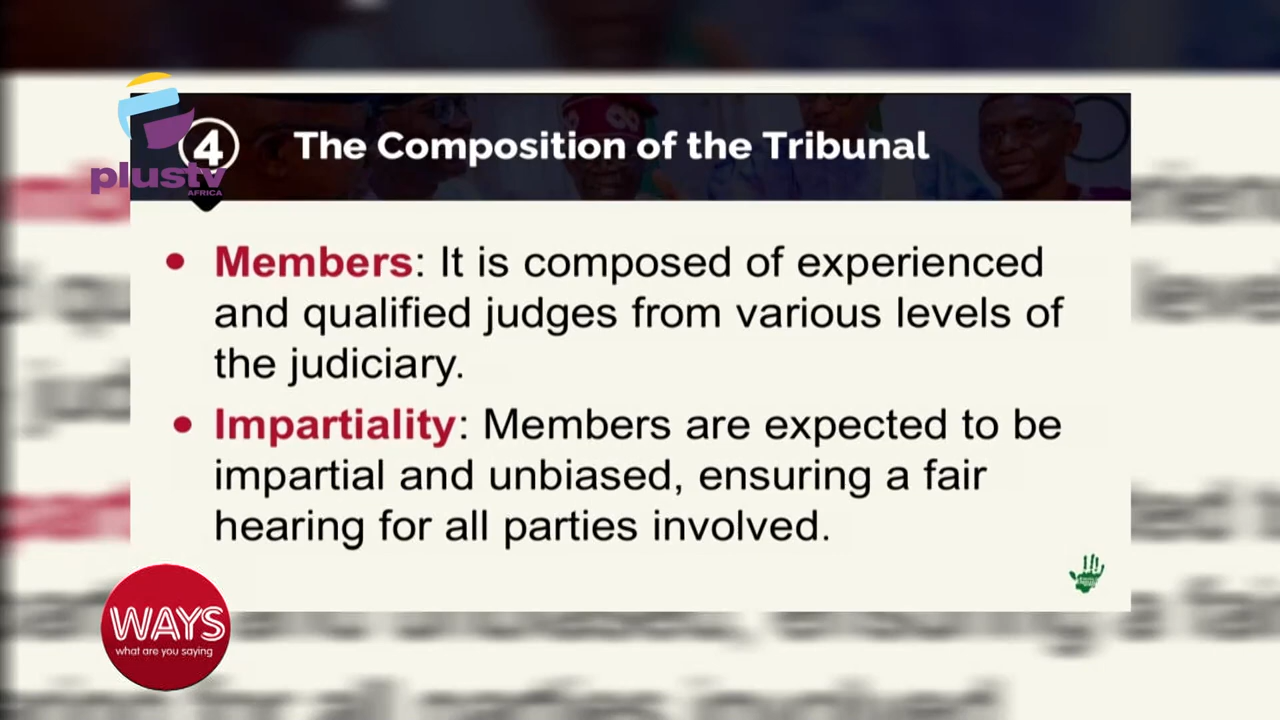 plustv
AFRICA
4
The Composition of the Tribunal
• Members: It is composed of experienced
and qualified judges from various levels of
the judiciary.
• Impartiality: Members are expected to be
impartial and unbiased, ensuring a fair
hearing for all parties involved.
WAYS
what are you saying